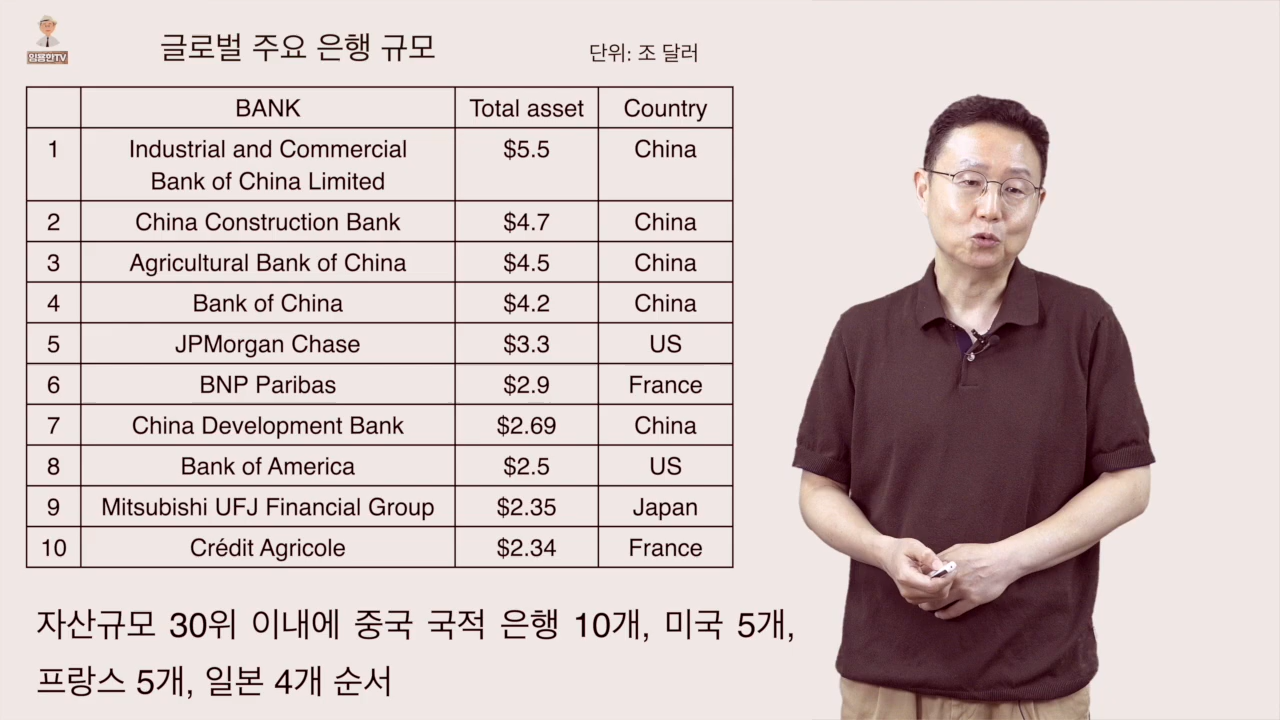 임용한TV
글로벌 주요 은행 규모
단위: 조 달러
BANK Total asset Country
1 Industrial and Commercial $5.5 China
Bank of China Limited
2 China Construction Bank $4.7 China
3 Agricultural Bank of China $4.5 China
4 Bank of China $4.2 China
5 JPMorgan Chase $3.3 US
6 BNP Paribas $2.9 France
7 China Development Bank $2.69 China
8 Bank of America $2.5 US
9 Mitsubishi UFJ Financial Group $2.35 Japan
10 Crédit Agricole $2.34 France
자산규모 30위 이내에 중국 국적 은행 10개, 미국 5개,
프랑스 5개, 일본 4개 순서